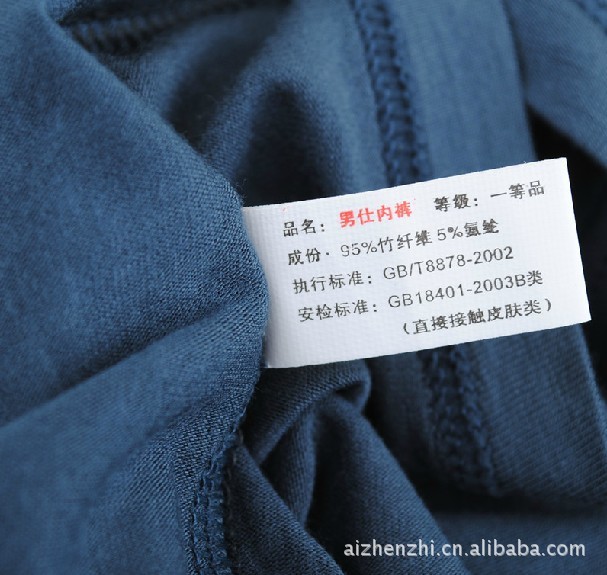 品名：男仕内裤 等级：一等品
成份：95%竹纤维 5%氨纶
执行标准：GB/T8878-2002
安检标准：GB18401-2003B类
（直接接触皮肤类）
aizhenzhi.cn.alibaba.com